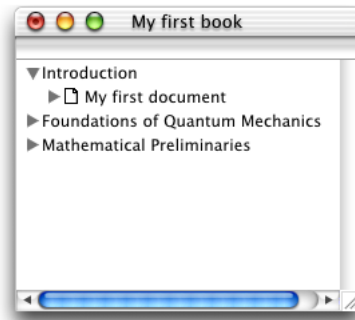 My first book
Introduction
My first document
Foundations of Quantum Mechanics
Mathematical Preliminaries